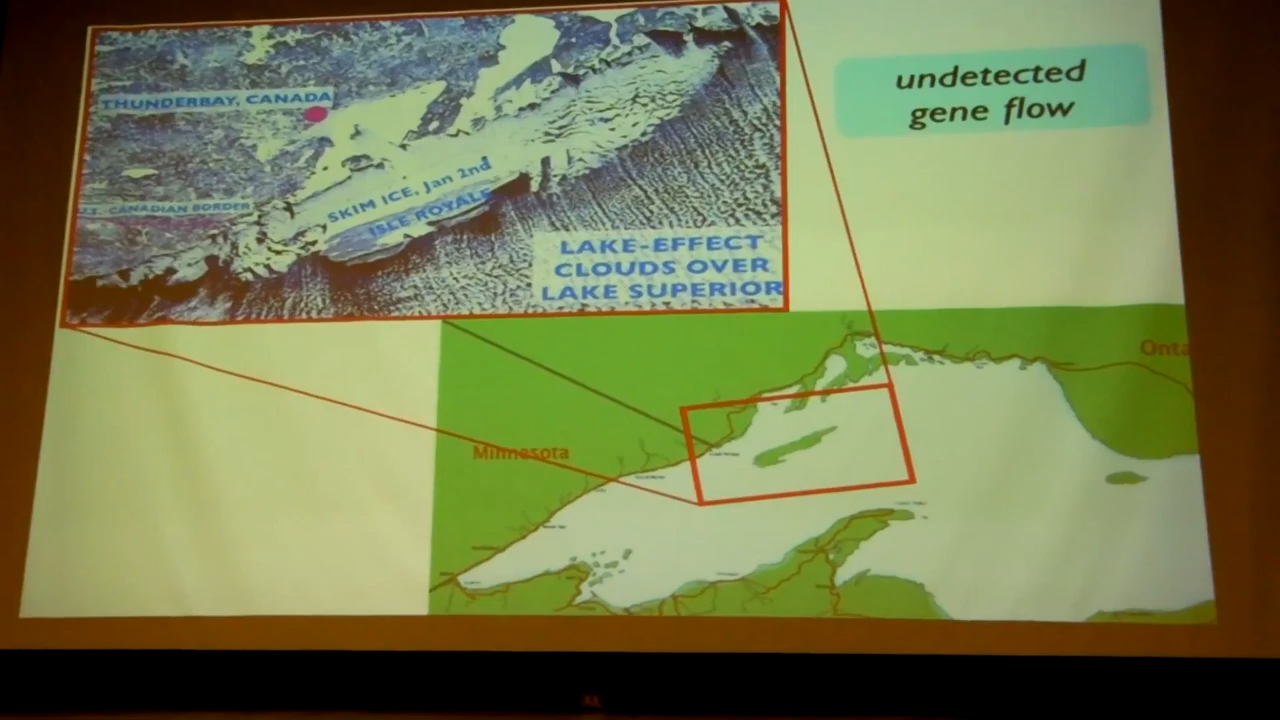 THUNDERBAY, CANADA
U.S. CANADIAN BORDER
SKIM ICE, Jan 2nd
ISLE ROYALE
LAKE-EFFECT
CLOUDS OVER
LAKE SUPERIOR
undetected
gene flow
Onta
Minnesota